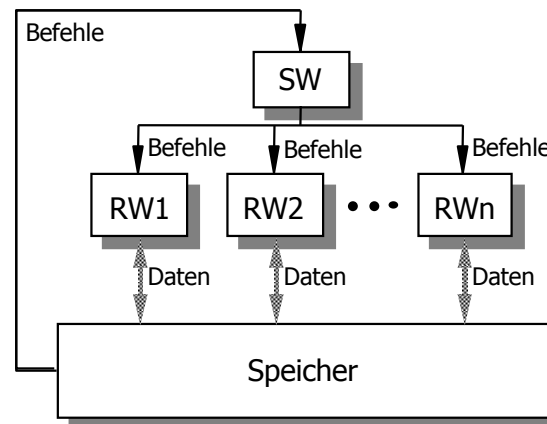 Befehle
SW
Befehle
Befehle
Befehle
RW1
RW2
RWn
Daten
Daten
Daten
Speicher